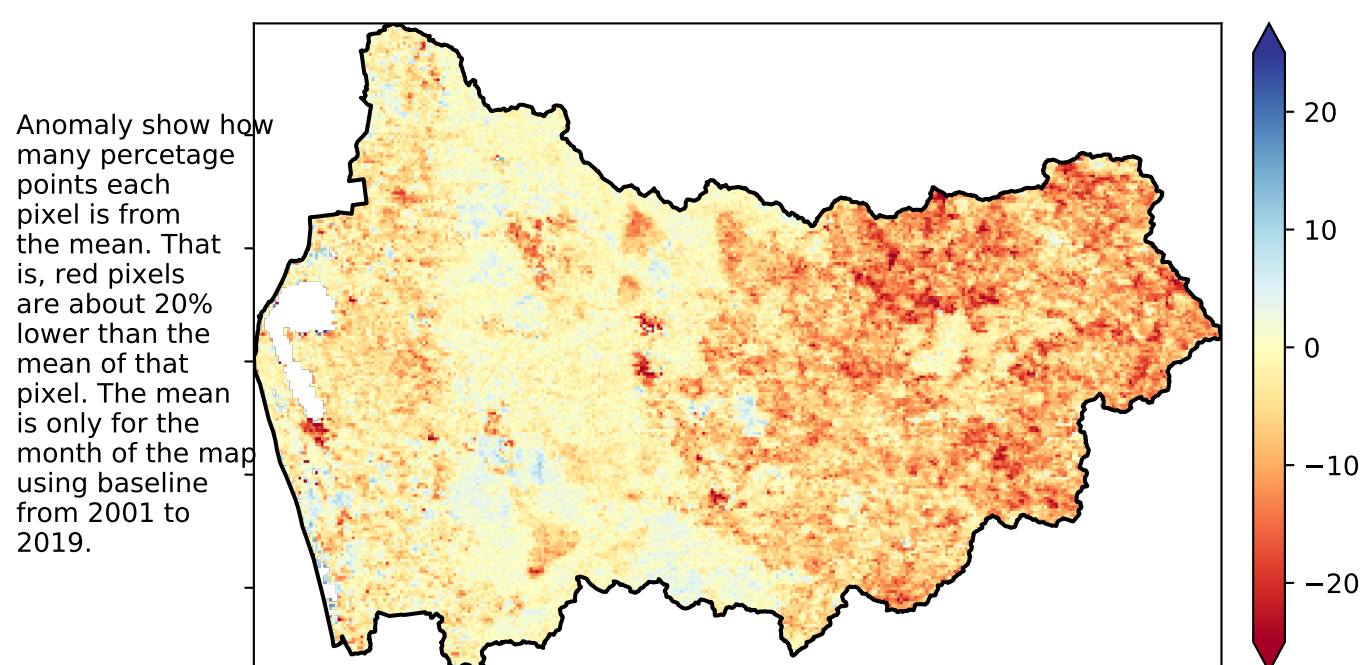 Anomaly show how
many percetage
points each
pixel is from
the mean. That
is, red pixels
are about 20%
lower than the
mean of that
pixel. The mean
is only for the
month of the map
using baseline
from 2001 to
2019.
20
10
0
−10
−20